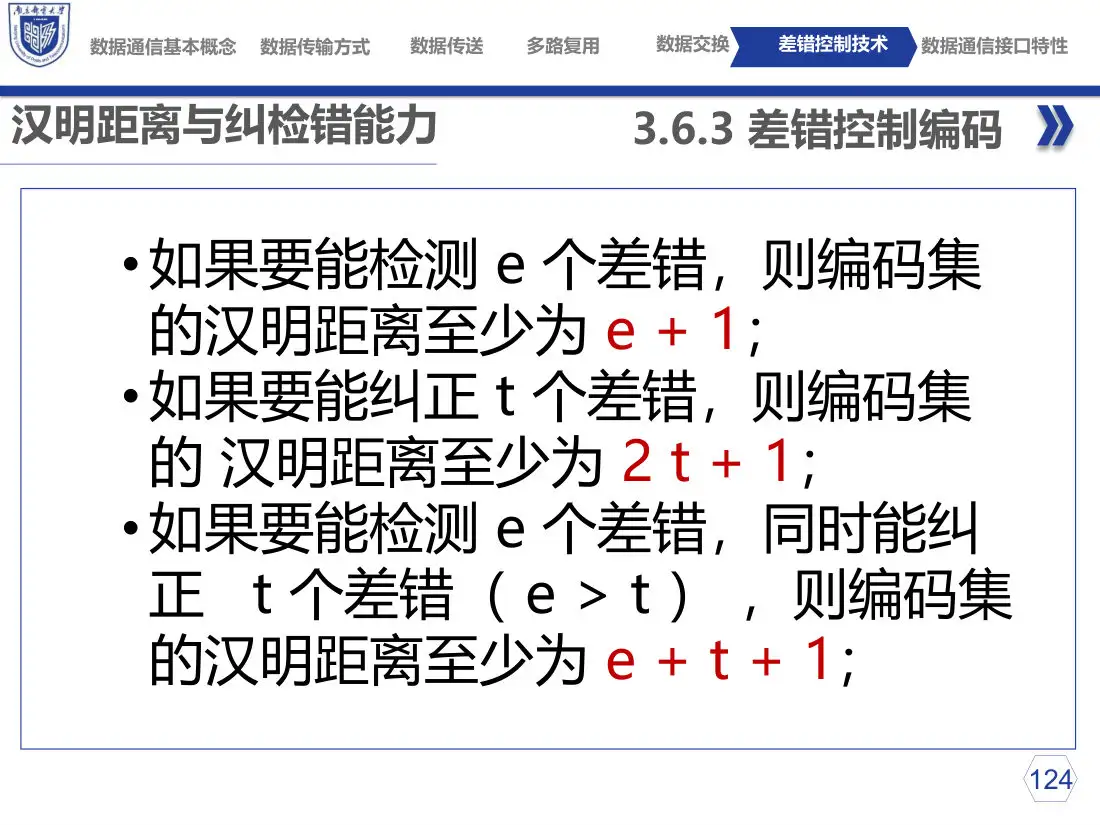 南京邮电大学
数据通信基本概念 数据传输方式 数据传送 多路复用 数据交换 差错控制技术 数据通信接口特性
汉明距离与纠检错能力
3.6.3 差错控制编码
•如果要能检测 e 个差错，则编码集
的汉明距离至少为 e + 1；
•如果要能纠正 t 个差错，则编码集
的 汉明距离至少为 2 t + 1；
•如果要能检测 e 个差错，同时能纠
正 t 个差错（ e > t ） ，则编码集
的汉明距离至少为 e + t + 1；
124